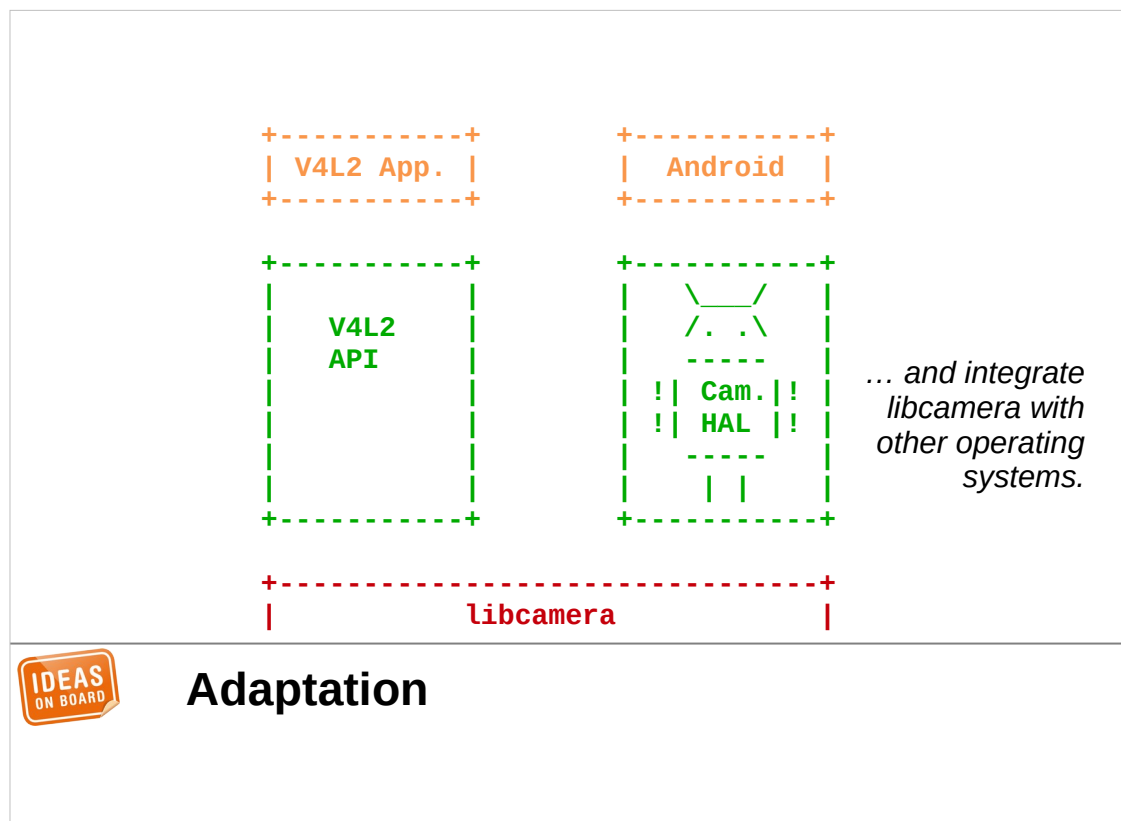 +-----------+ +-----------+
| V4L2 App. | | Android |
+-----------+ +-----------+
+-----------+ +-----------+
| | | \___/ |
| V4L2 | | /. .\ |
| API | | ----- |
| | | !| Cam.|! |
| | | !| HAL |! |
| | | ----- |
| | | | | |
+-----------+ +-----------+
… and integrate
libcamera with
other operating
systems.
+--------------------------------+
| libcamera |
IDEAS
ON BOARD
Adaptation